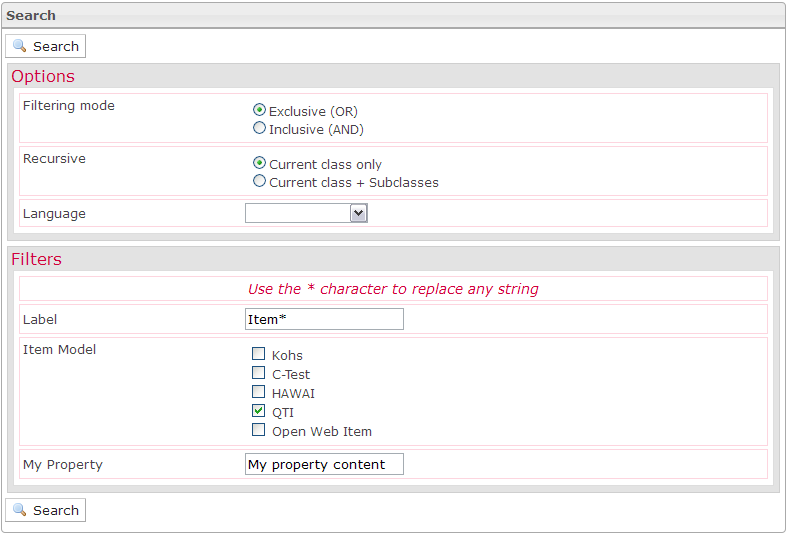 Search
Search
Options
Filtering mode
Exclusive (OR)
Inclusive (AND)
Recursive
Current class only
Current class + Subclasses
Language
Filters
Use the * character to replace any string
Label
Item*
Item Model
Kohs
C-Test
HAWAI
QTI
Open Web Item
My Property
My property content
Search